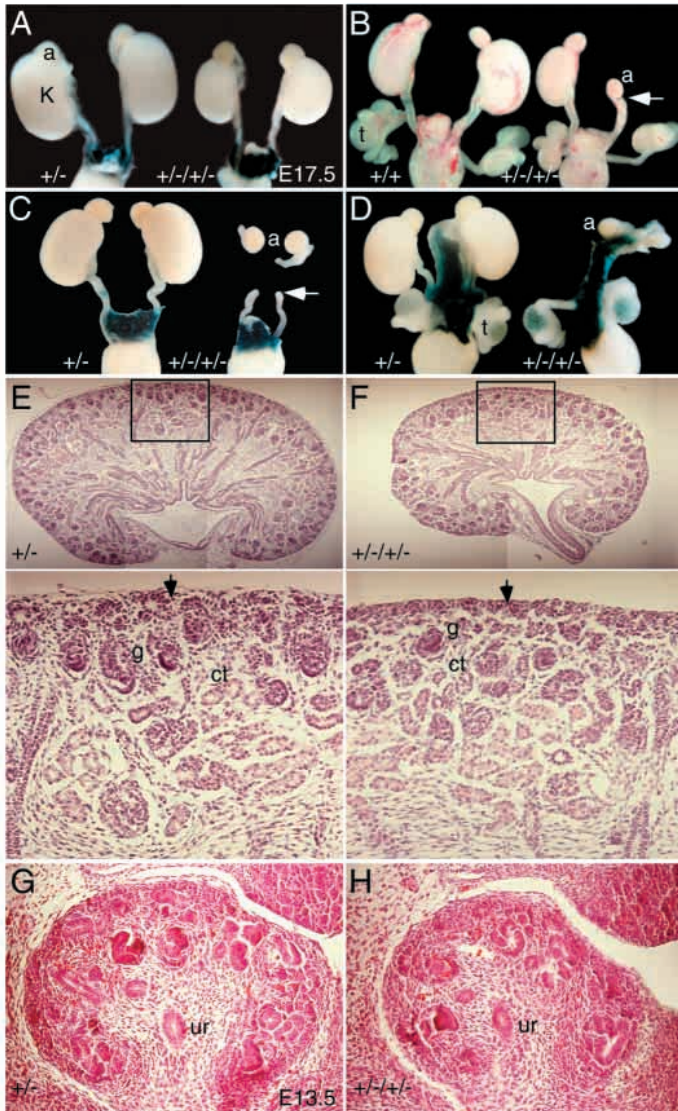 A
a
K
+/-
+/-/+/-
E17.5
B
a
t
+/+
+/-/+/-
C
a
+/-
+/-/+/-
D
a
t
+/-
+/-/+/-
E
+/-
F
+/-/+/-
g
ct
g
ct
G
ur
+/-
E13.5
H
ur
+/-/+/-